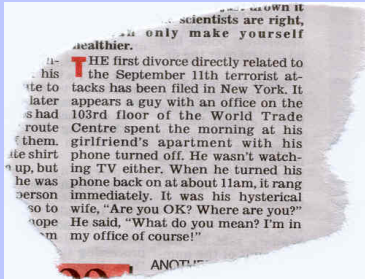 scientists are right,
only make yourself
healthier.
THE first divorce directly related to
the September 11th terrorist at-
tacks has been filed in New York. It
appears a guy with an office on the
103rd floor of the World Trade
Centre spent the morning at his
girlfriend's apartment with his
phone turned off. He wasn't watch-
ing TV either. When he turned his
phone back on at about 11am, it rang
immediately. It was his hysterical
wife, "Are you OK? Where are you?"
He said, "What do you mean? I'm in
my office of course!"
his
later
had
route
them.
shirt
up, but
he was
person
so to